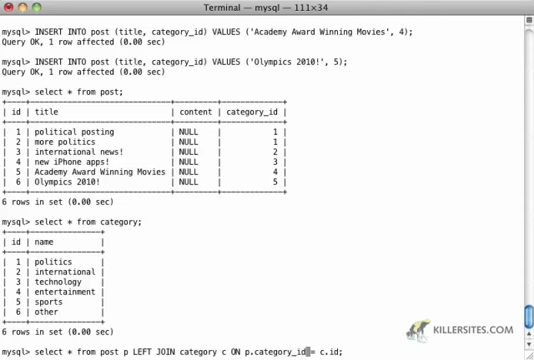 Terminal — mysql — 111×34
mysql> INSERT INTO post (title, category_id) VALUES ('Academy Award Winning Movies', 4);
Query OK, 1 row affected (0.00 sec)
mysql> INSERT INTO post (title, category_id) VALUES ('Olympics 2010!', 5);
Query OK, 1 row affected (0.00 sec)
mysql> select * from post;
+----+------------------------------+---------+-------------+
| id | title | content | category_id |
+----+------------------------------+---------+-------------+
| 1 | political posting | NULL | 1 |
| 2 | more politics | NULL | 1 |
| 3 | international news! | NULL | 2 |
| 4 | new iPhone apps! | NULL | 3 |
| 5 | Academy Award Winning Movies | NULL | 4 |
| 6 | Olympics 2010! | NULL | 5 |
+----+------------------------------+---------+-------------+
6 rows in set (0.00 sec)
mysql> select * from category;
+----+---------------+
| id | name |
+----+---------------+
| 1 | politics |
| 2 | international |
| 3 | technology |
| 4 | entertainment |
| 5 | sports |
| 6 | other |
+----+---------------+
6 rows in set (0.00 sec)
KILLERSITES.COM
mysql> select * from post p LEFT JOIN category c ON p.category_id = c.id;